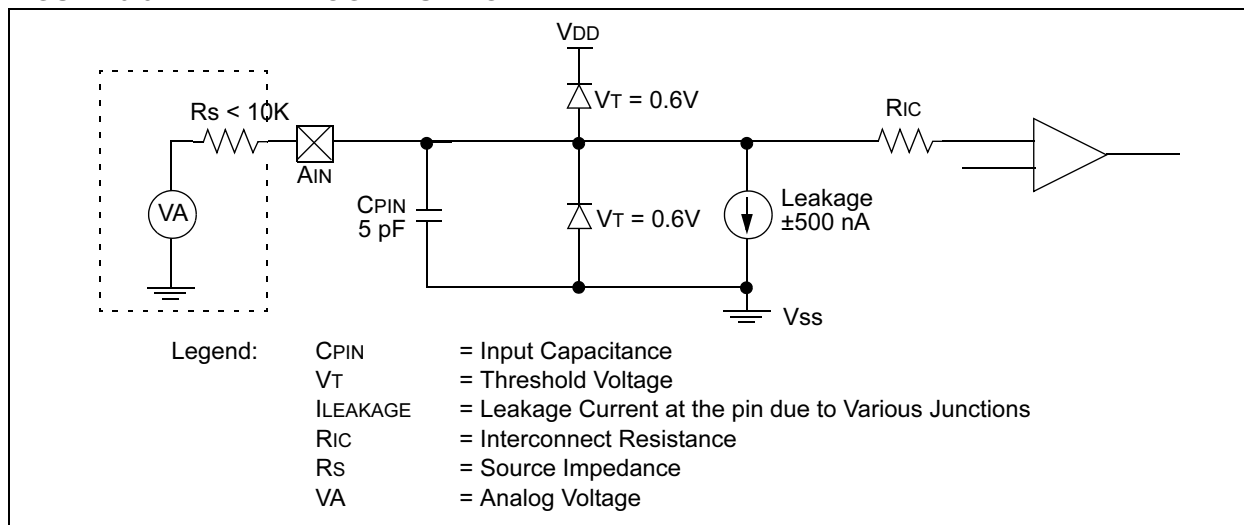 VDD
VT = 0.6V
RS < 10K
RIC
AIN
VA
CPIN
5 pF
VT = 0.6V
Leakage
±500 nA
VSS
Legend:
CPIN = Input Capacitance
VT = Threshold Voltage
ILEAKAGE = Leakage Current at the pin due to Various Junctions
RIC = Interconnect Resistance
RS = Source Impedance
VA = Analog Voltage